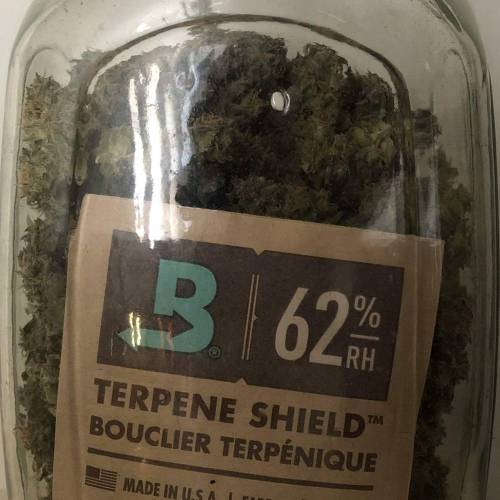 B® 62%
RH
TERPENE SHIELD™
BOUCLIER TERPÉNIQUE
MADE IN U.S.A. |